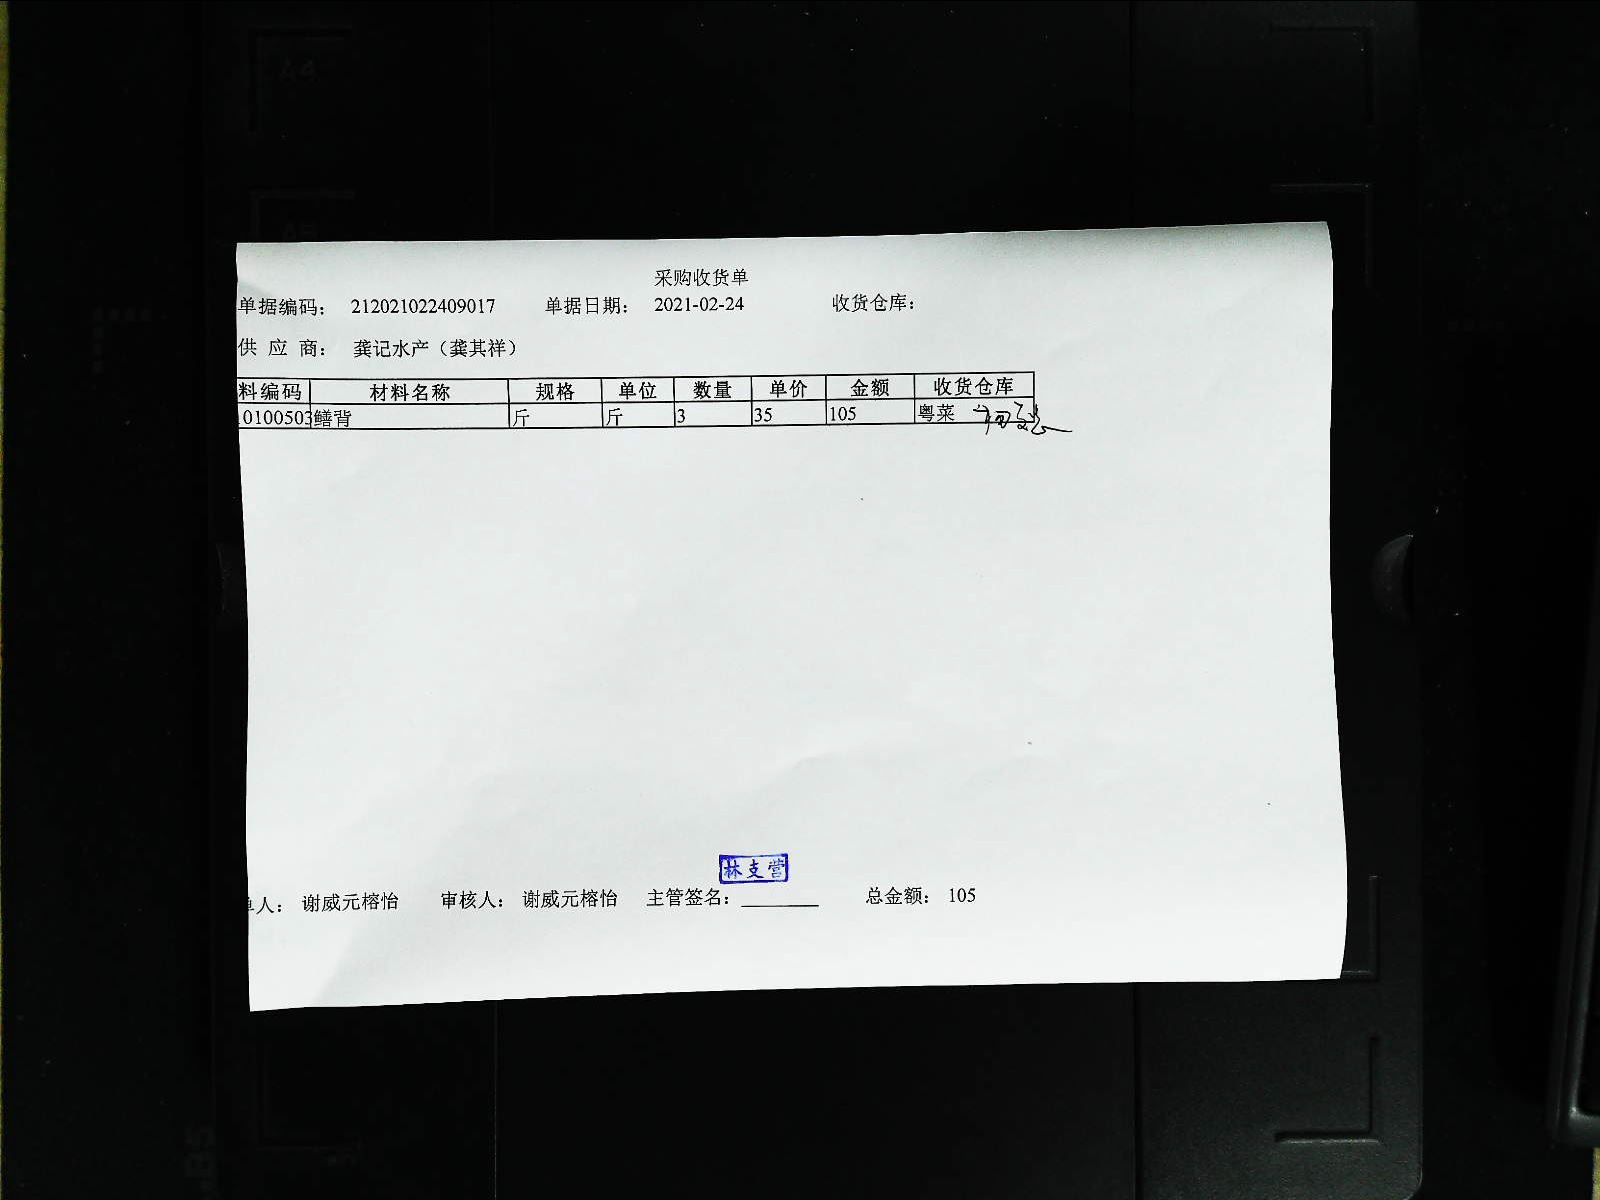 采购收货单
单据编码： 212021022409017 单据日期： 2021-02-24 收货仓库：
供 应 商： 龚记水产（龚其祥）
料编码 材料名称 规格 单位 数量 单价 金额 收货仓库
0100503 鳝背 斤 斤 3 35 105 粤菜
林支营
单人： 谢威元榕怡 审核人： 谢威元榕怡 主管签名： 总金额： 105